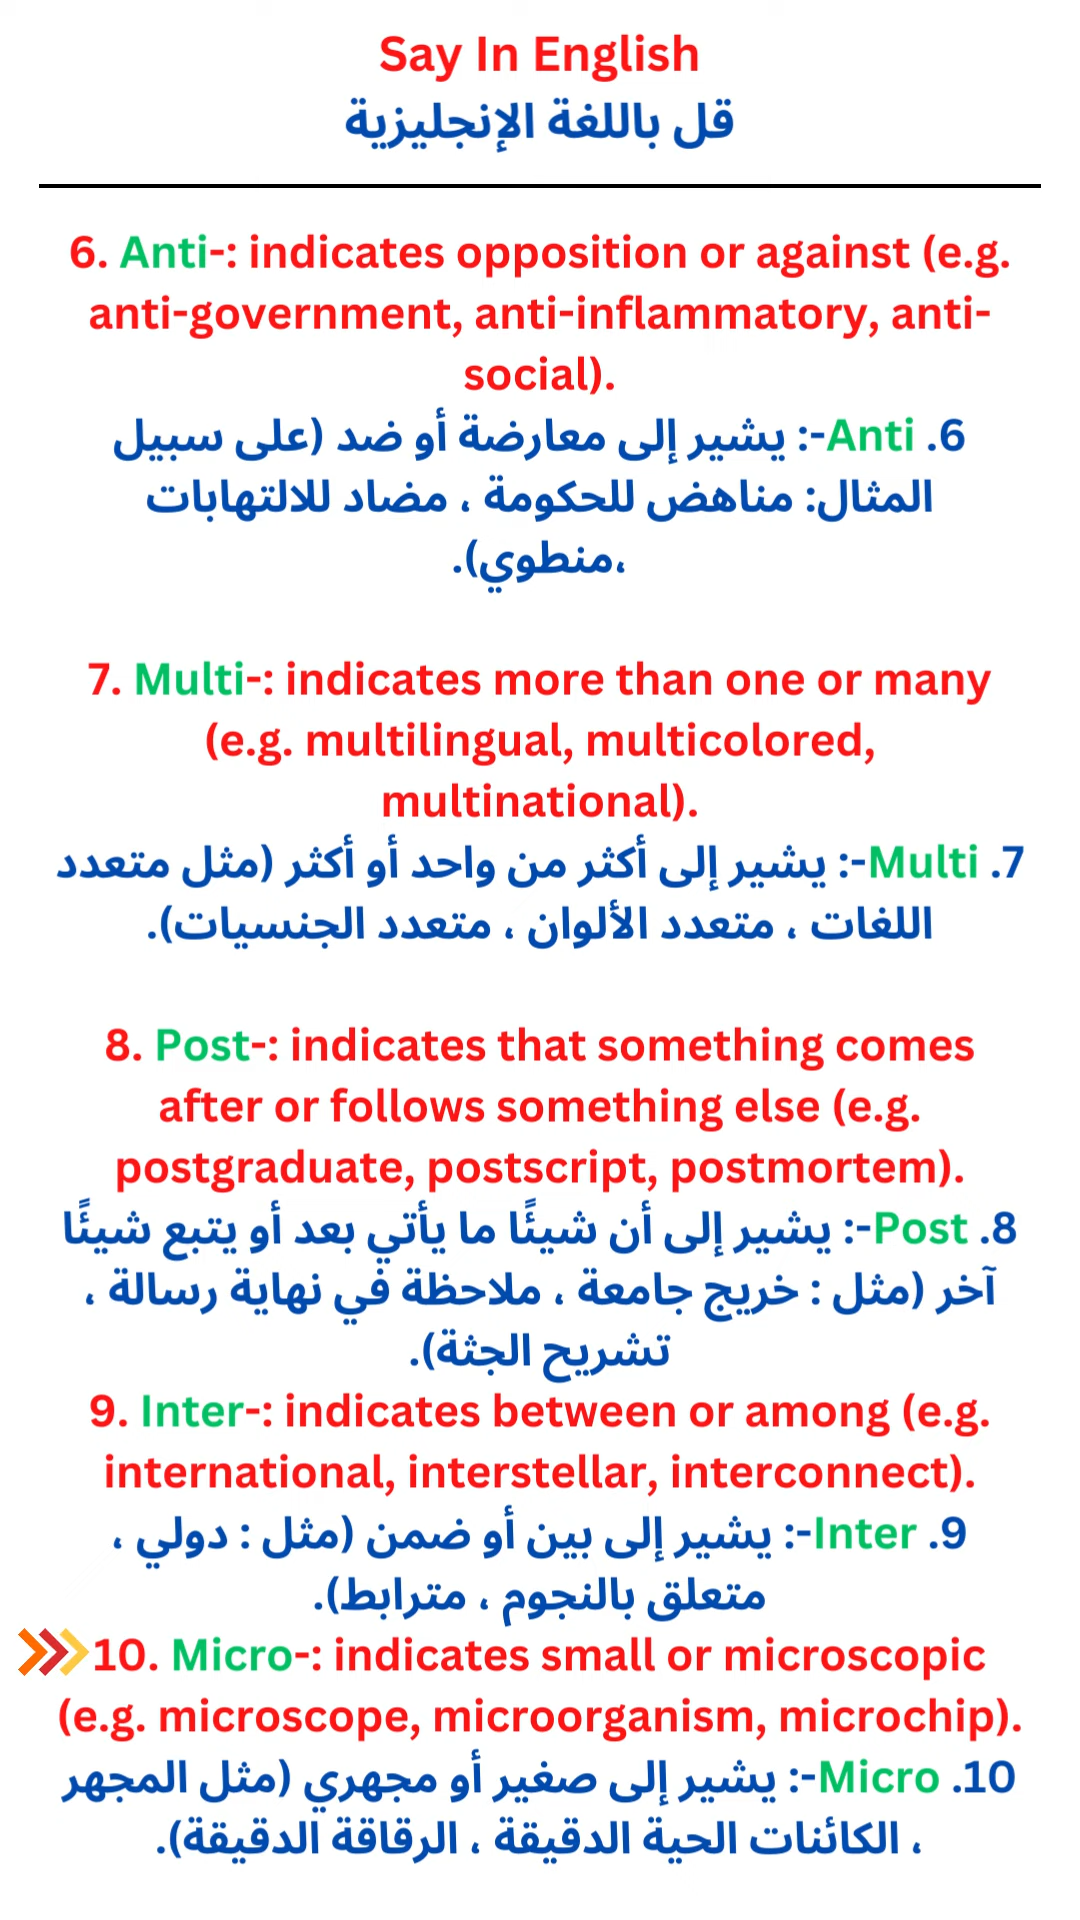 Say In English
قل باللغة الإنجليزية
6. Anti-: indicates opposition or against (e.g.
anti-government, anti-inflammatory, anti-
social).
6. Anti-: يشير إلى معارضة أو ضد (على سبيل
المثال: مناهض للحكومة ، مضاد للالتهابات
،منطوي).
7. Multi-: indicates more than one or many
(e.g. multilingual, multicolored,
multinational).
7. Multi-: يشير إلى أكثر من واحد أو أكثر (مثل متعدد
اللغات ، متعدد الألوان ، متعدد الجنسيات).
8. Post-: indicates that something comes
after or follows something else (e.g.
postgraduate, postscript, postmortem).
8. Post-: يشير إلى أن شيئًا ما يأتي بعد أو يتبع شيئًا
آخر (مثل : خريج جامعة ، ملاحظة في نهاية رسالة ،
تشريح الجثة).
9. Inter-: indicates between or among (e.g.
international, interstellar, interconnect).
9. Inter-: يشير إلى بين أو ضمن (مثل : دولي ،
متعلق بالنجوم ، مترابط).
10. Micro-: indicates small or microscopic
(e.g. microscope, microorganism, microchip).
10. Micro-: يشير إلى صغير أو مجهري (مثل المجهر
، الكائنات الحية الدقيقة ، الرقاقة الدقيقة).